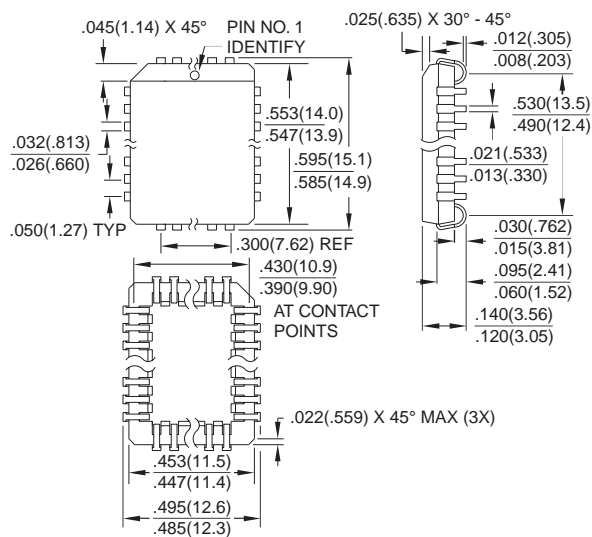 .045(1.14) X 45°
PIN NO. 1
IDENTIFY
.025(.635) X 30° - 45°
.012(.305)
.008(.203)
.553(14.0)
.547(13.9)
.530(13.5)
.490(12.4)
.032(.813)
.026(.660)
.595(15.1)
.585(14.9)
.021(.533)
.013(.330)
.050(1.27) TYP
.300(7.62) REF
.030(.762)
.015(3.81)
.430(10.9)
.390(9.90)
AT CONTACT
POINTS
.095(2.41)
.060(1.52)
.140(3.56)
.120(3.05)
.022(.559) X 45° MAX (3X)
.453(11.5)
.447(11.4)
.495(12.6)
.485(12.3)